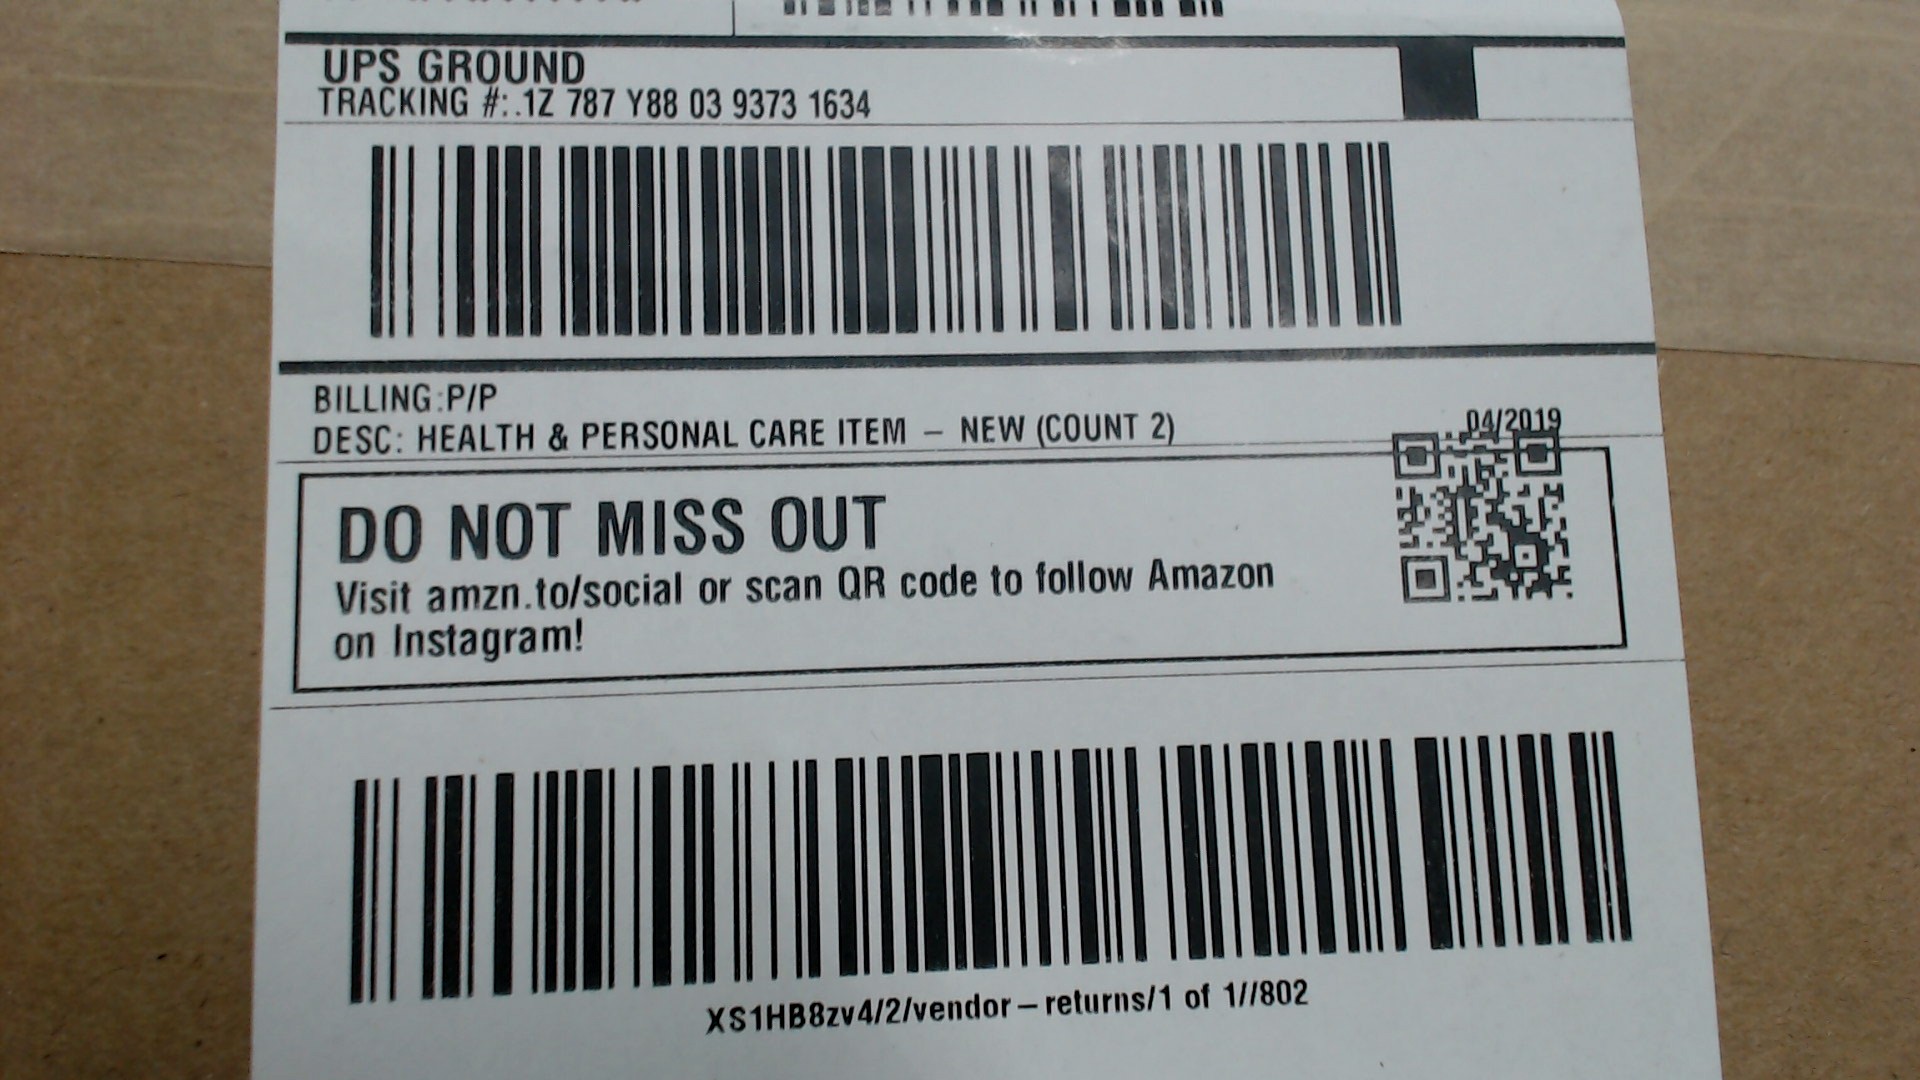 UPS GROUND
TRACKING #:.1Z 787 Y88 03 9373 1634
BILLING:P/P
DESC: HEALTH & PERSONAL CARE ITEM – NEW (COUNT 2)
04/2019
DO NOT MISS OUT
Visit amzn.to/social or scan QR code to follow Amazon
on Instagram!
XS1HB8zv4/2/vendor–returns/1 of 1//802